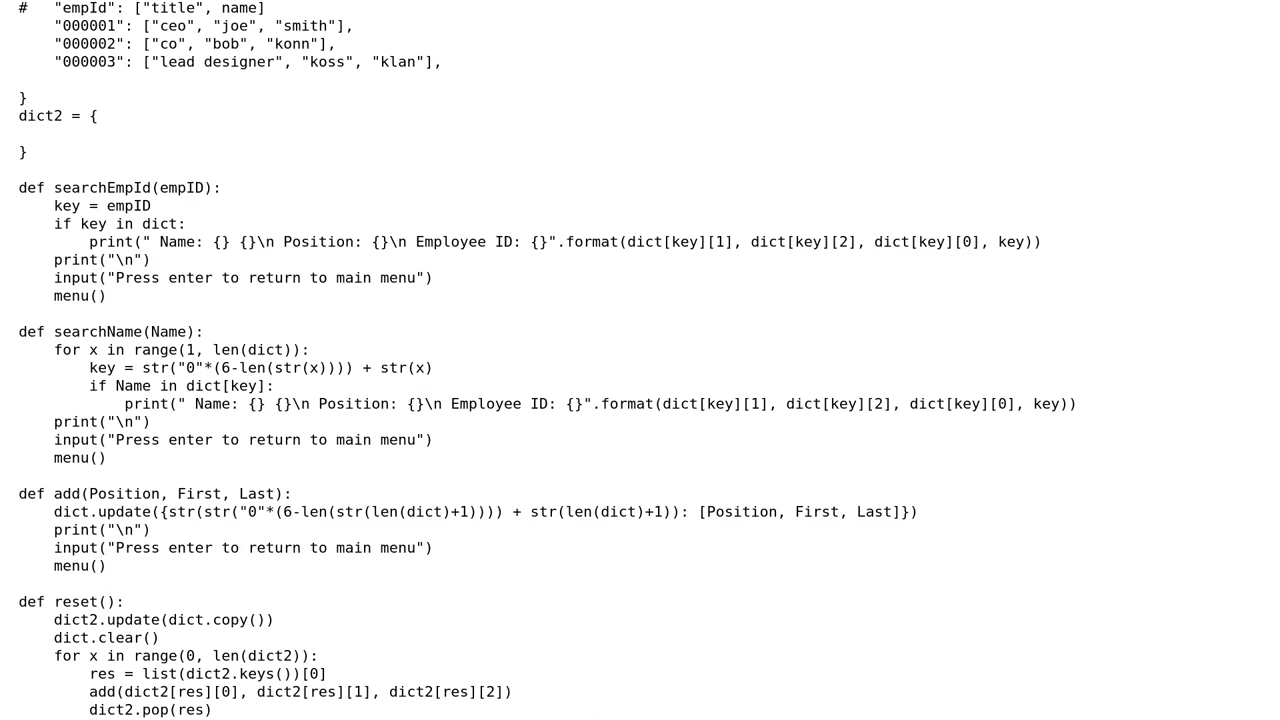 #   "empId": ["title", name]
    "000001": ["ceo", "joe", "smith"],
    "000002": ["co", "bob", "konn"],
    "000003": ["lead designer", "koss", "klan"],

}
dict2 = {

}

def searchEmpId(empID):
    key = empID
    if key in dict:
        print(" Name: {} {}\n Position: {}\n Employee ID: {}".format(dict[key][1], dict[key][2], dict[key][0], key))
    print("\n")
    input("Press enter to return to main menu")
    menu()

def searchName(Name):
    for x in range(1, len(dict)):
        key = str("0"*(6-len(str(x)))) + str(x)
        if Name in dict[key]:
            print(" Name: {} {}\n Position: {}\n Employee ID: {}".format(dict[key][1], dict[key][2], dict[key][0], key))
    print("\n")
    input("Press enter to return to main menu")
    menu()

def add(Position, First, Last):
    dict.update({str(str("0"*(6-len(str(len(dict)+1)))) + str(len(dict)+1)): [Position, First, Last]})
    print("\n")
    input("Press enter to return to main menu")
    menu()

def reset():
    dict2.update(dict.copy())
    dict.clear()
    for x in range(0, len(dict2)):
        res = list(dict2.keys())[0]
        add(dict2[res][0], dict2[res][1], dict2[res][2])
        dict2.pop(res)